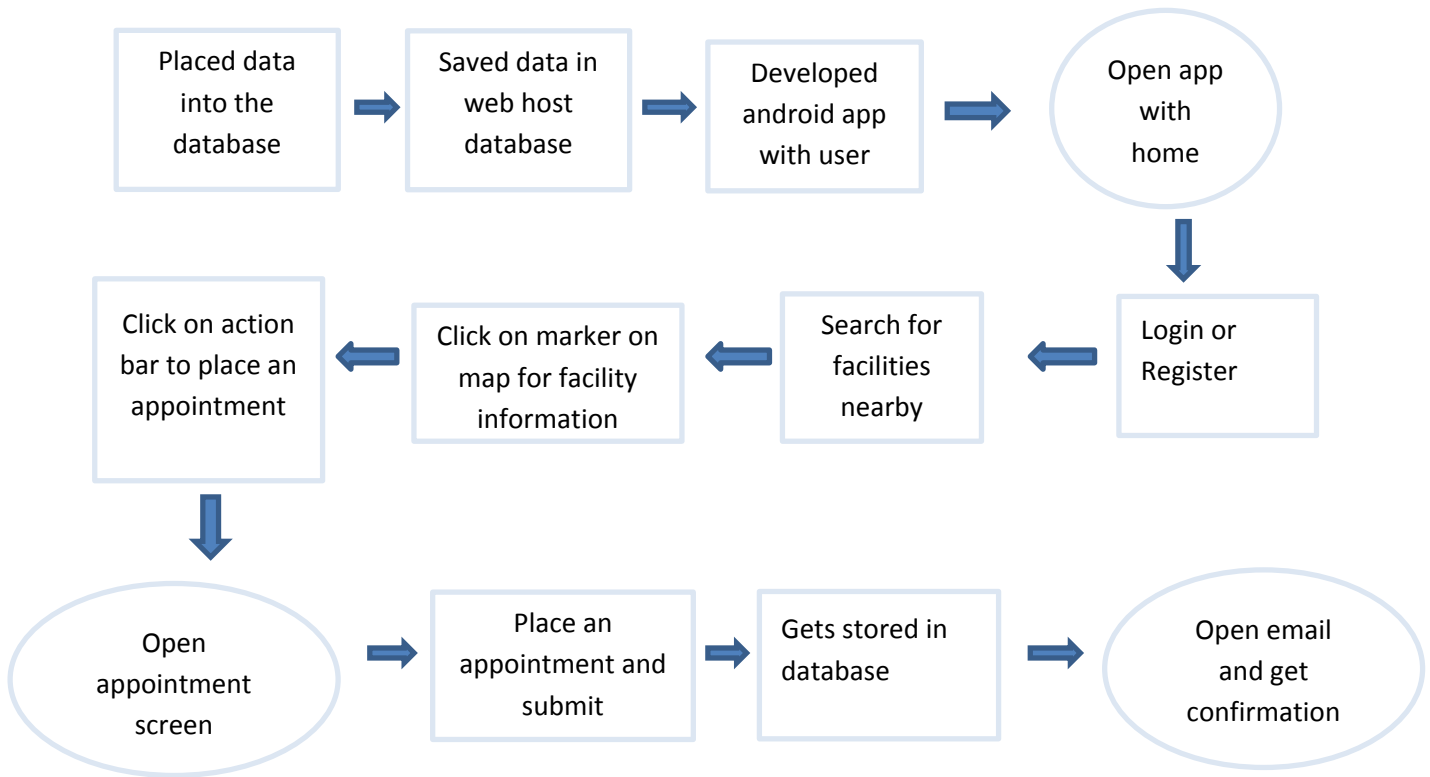 Placed data
into the
database
Saved data in
web host
database
Developed
android app
with user
Open app
with
home
Login or
Register
Search for
facilities
nearby
Click on marker on
map for facility
information
Click on action
bar to place an
appointment
Open
appointment
screen
Place an
appointment and
submit
Gets stored in
database
Open email
and get
confirmation